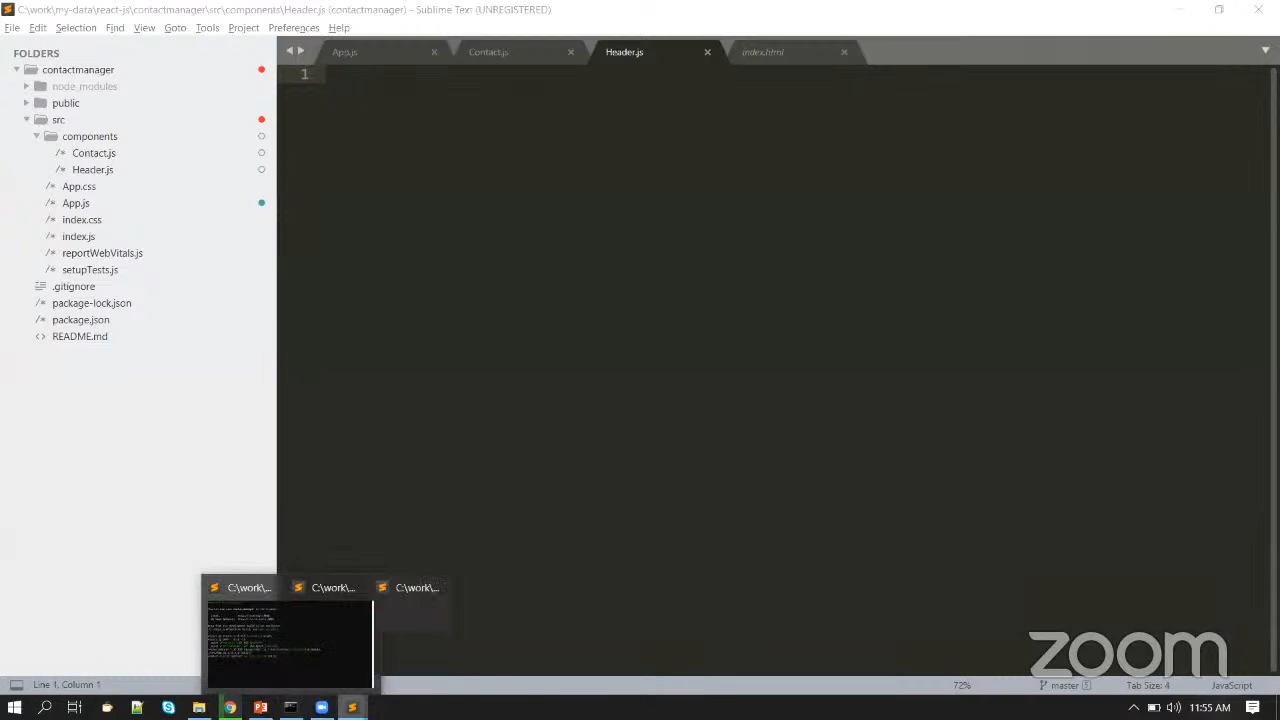 C:\work\my-data\react-js\contactmanager\src\components\Header.js (contactmanager) - Sublime Text (UNREGISTERED)
File Edit Selection Find View Goto Tools Project Preferences Help
FOLDERS
App.js
Contact.js
Header.js
index.html
contactmanager
1
node_modules
public
src
components
Contact.js
Header.js
App.css
App.js
index.css
index.js
reportWebVitals.js
setupTests.js
.gitignore
package-lock.json
package.json
README.md
C:\work\...
C:\work\...
C:\work\...
zoom
Line 1, Column 1
72%
master
5
Tab Size: 4
JavaScript
11:55 AM